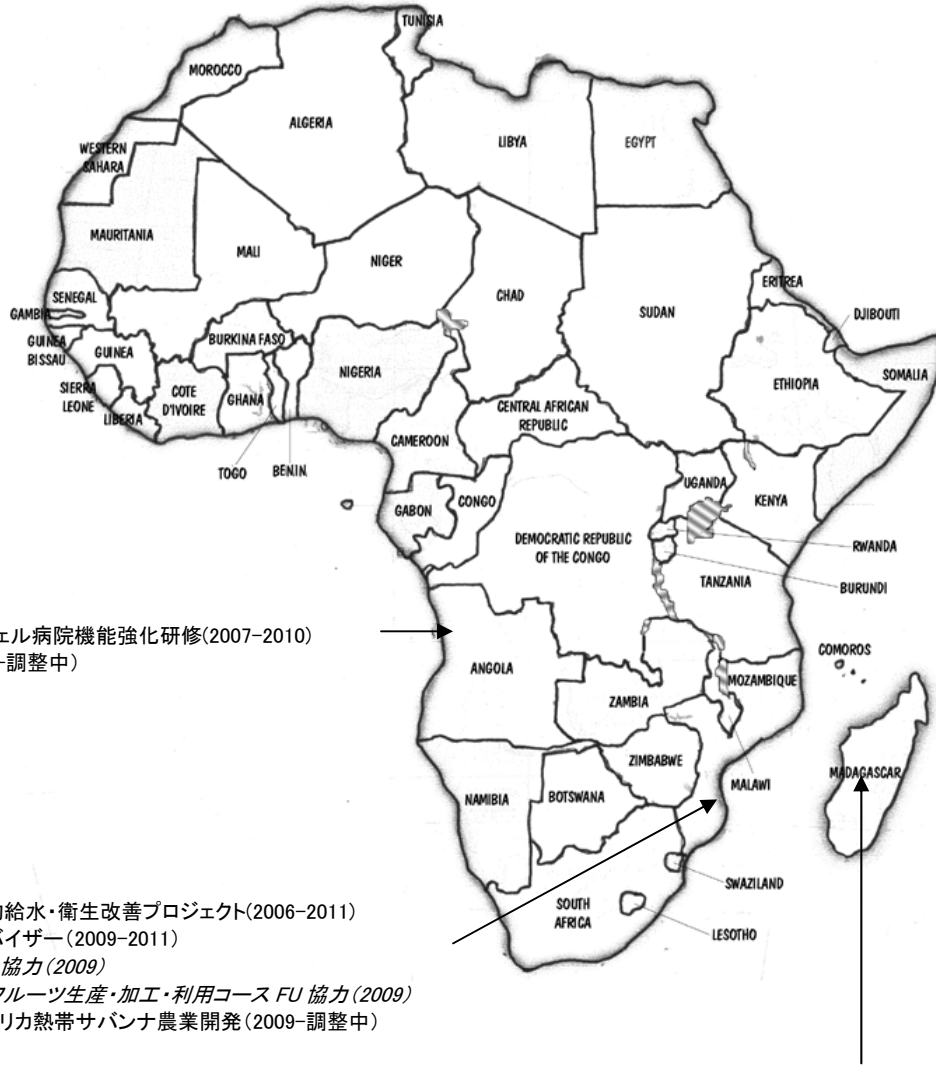 TUNISIA
MOROCCO
ALGERIA
LIBYA
EGYPT
WESTERN
SAHARA
MAURITANIA
MALI
NIGER
CHAD
SUDAN
ERITREA
DJIBOUTI
SENEGAL
GAMBIA
GUINEA
BISSAU
GUINEA
BURKINA FASO
NIGERIA
ETHIOPIA
SOMALIA
SIERRA
LEONE
LIBERIA
COTE
D'IVOIRE
GHANA
TOGO
BENIN
CENTRAL AFRICAN
REPUBLIC
CAMEROON
GABON
CONGO
UGANDA
KENYA
DEMOCRATIC REPUBLIC
OF THE CONGO
RWANDA
BURUNDI
TANZANIA
ェル病院機能強化研修(2007-2010)
-調整中)
ANGOLA
ZAMBIA
MOZAMBIQUE
COMOROS
ZIMBABWE
MALAWI
MADAGASCAR
NAMIBIA
BOTSWANA
SWAZILAND
SOUTH
AFRICA
LESOTHO
給水・衛生改善プロジェクト(2006-2011)
バイザー(2009-2011)
協力(2009)
フルーツ生産・加工・利用コース FU 協力(2009)
リカ熱帯サバンナ農業開発(2009-調整中)